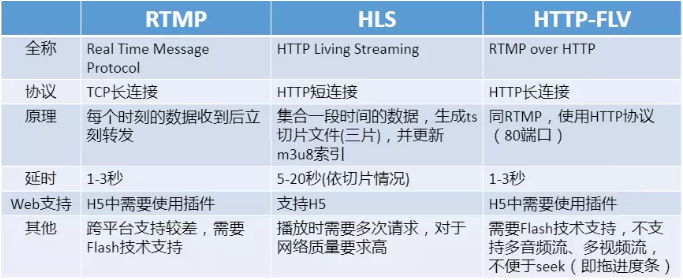 RTMP HLS HTTP-FLV
全称 Real Time Message Protocol HTTP Living Streaming RTMP over HTTP
协议 TCP长连接 HTTP短连接 HTTP长连接
原理 每个时刻的数据收到后立刻转发 集合一段时间的数据，生成ts切片文件(三片)，并更新m3u8索引 同RTMP，使用HTTP协议（80端口）
延时 1-3秒 5-20秒(依切片情况) 1-3秒
Web支持 H5中需要使用插件 支持H5 H5中需要使用插件
其他 跨平台支持较差，需要Flash技术支持 播放时需要多次请求，对于网络质量要求高 需要Flash技术支持，不支持多音频流、多视频流，不便于seek（即拖进度条）